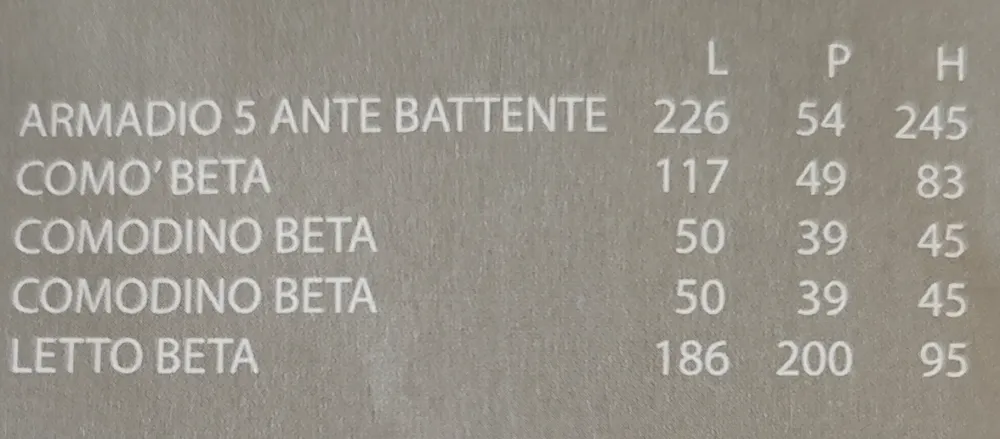 L P H
ARMADIO 5 ANTE BATTENTE 226 54 245
COMO' BETA 117 49 83
COMODINO BETA 50 39 45
COMODINO BETA 50 39 45
LETTO BETA 186 200 95